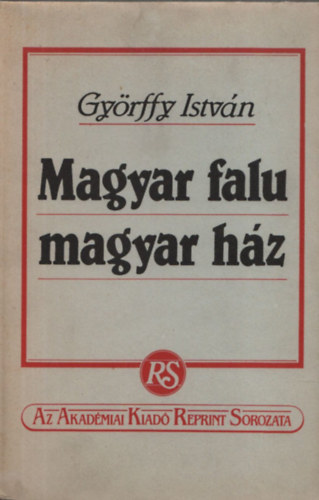 Györffy István
Magyar falu
magyar ház
RS
Az Akadémiai Kiadó Reprint Sorozata